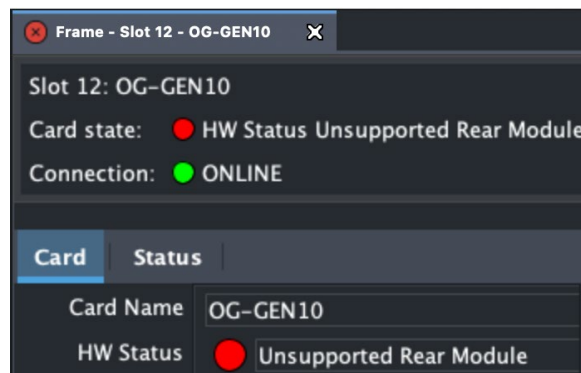 Frame - Slot 12 - OG-GEN10
Slot 12: OG-GEN10
Card state: HW Status Unsupported Rear Module
Connection: ONLINE
Card Status
Card Name OG-GEN10
HW Status Unsupported Rear Module